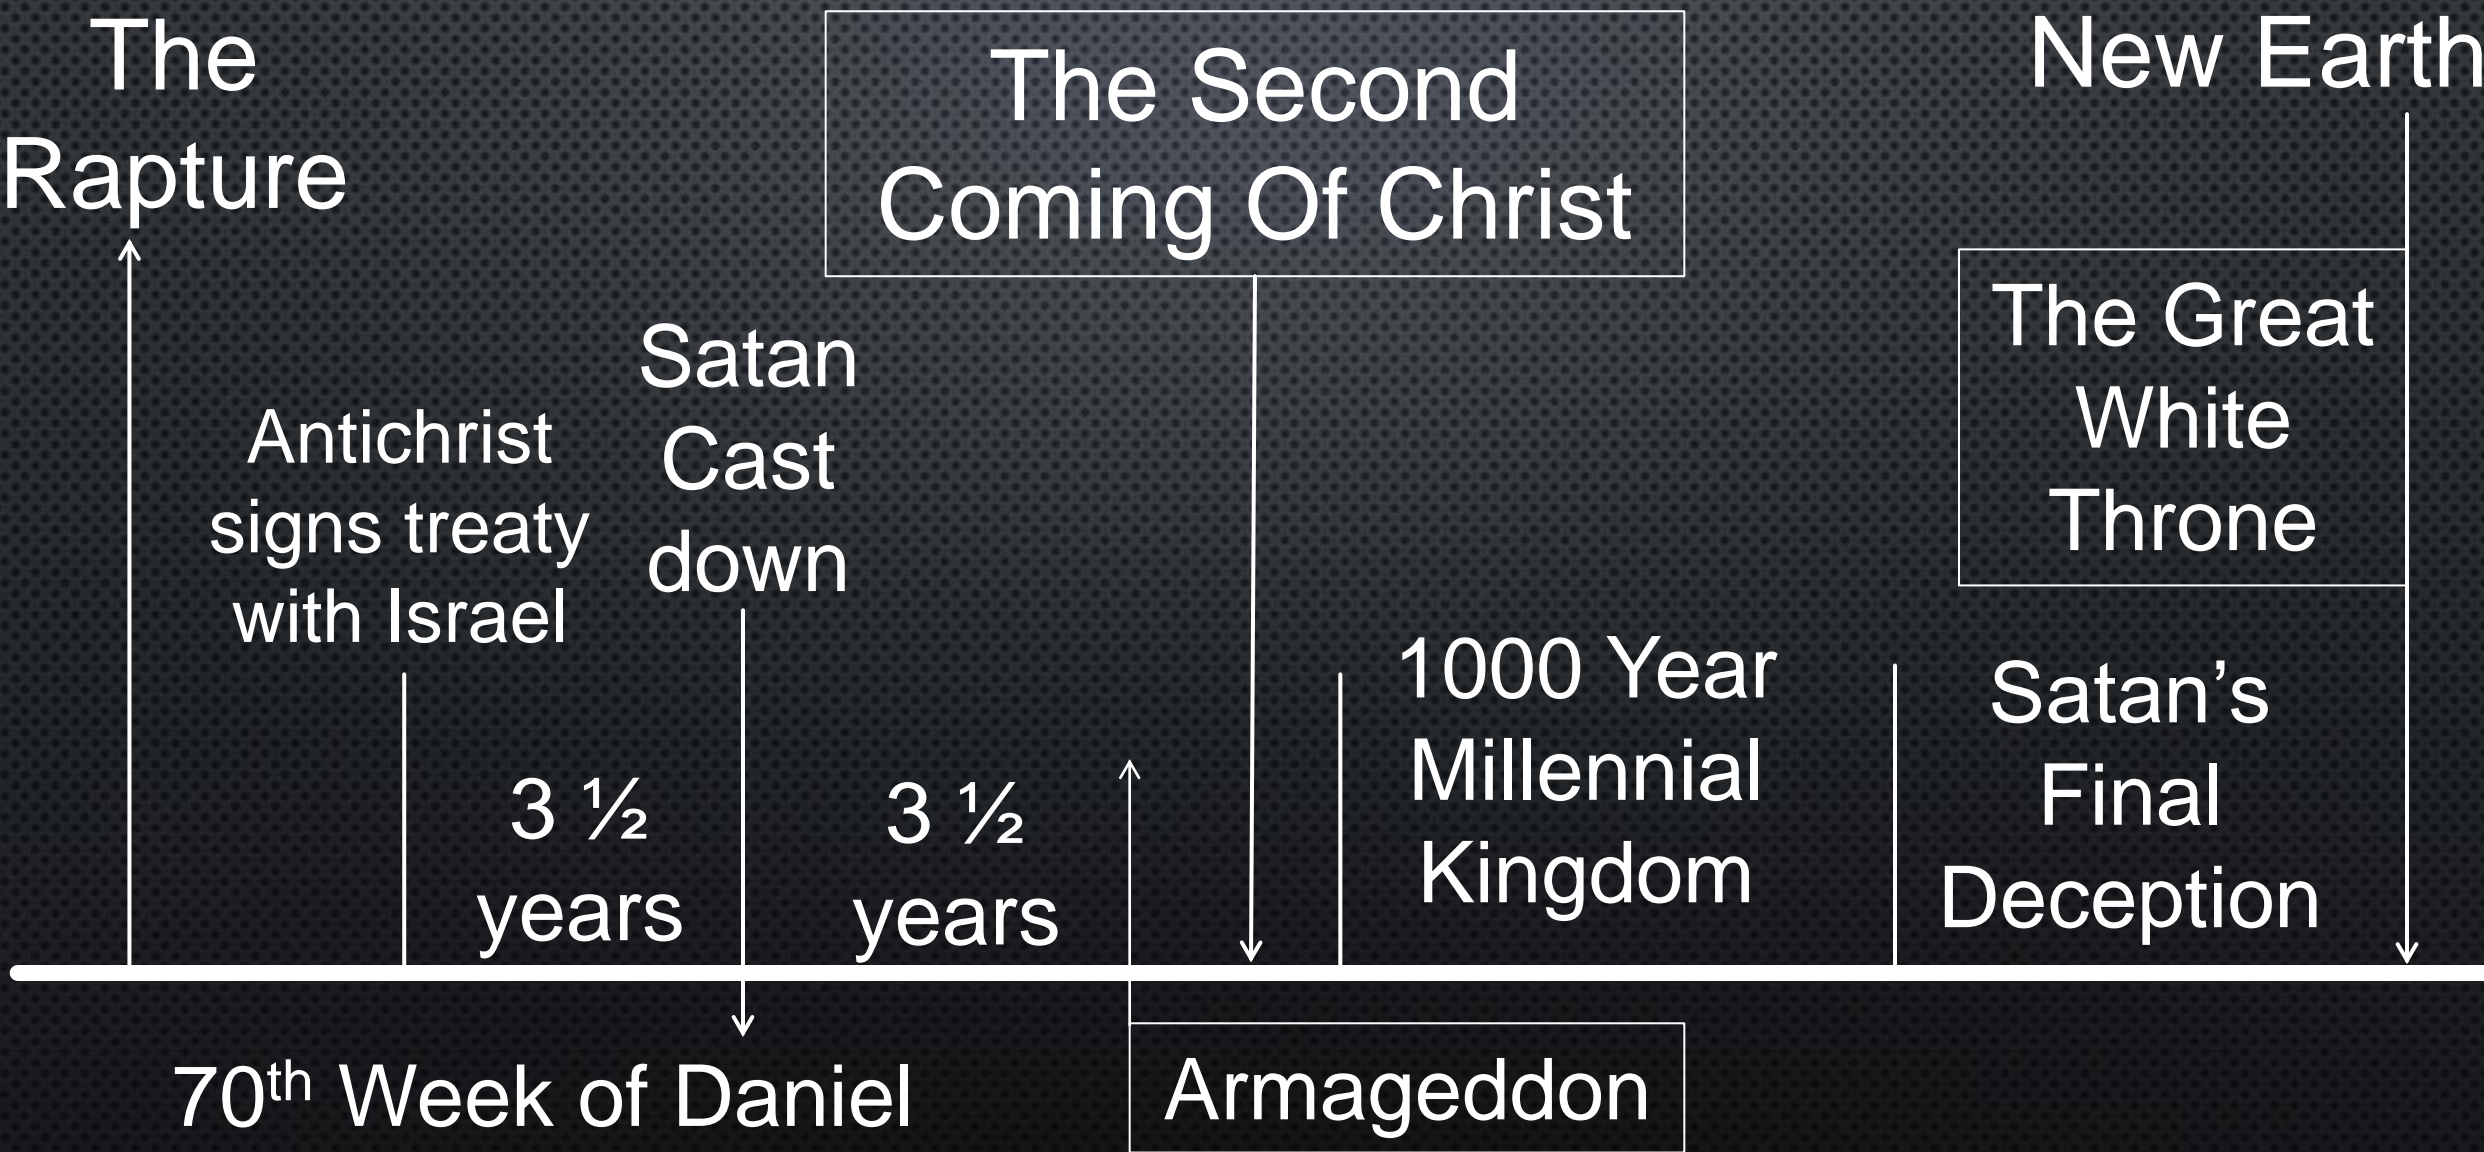 The
Rapture
The Second
Coming Of Christ
New Earth
Antichrist
signs treaty
with Israel
Satan
Cast
down
The Great
White
Throne
3 ½
years
3 ½
years
1000 Year
Millennial
Kingdom
Satan’s
Final
Deception
70th Week of Daniel
Armageddon